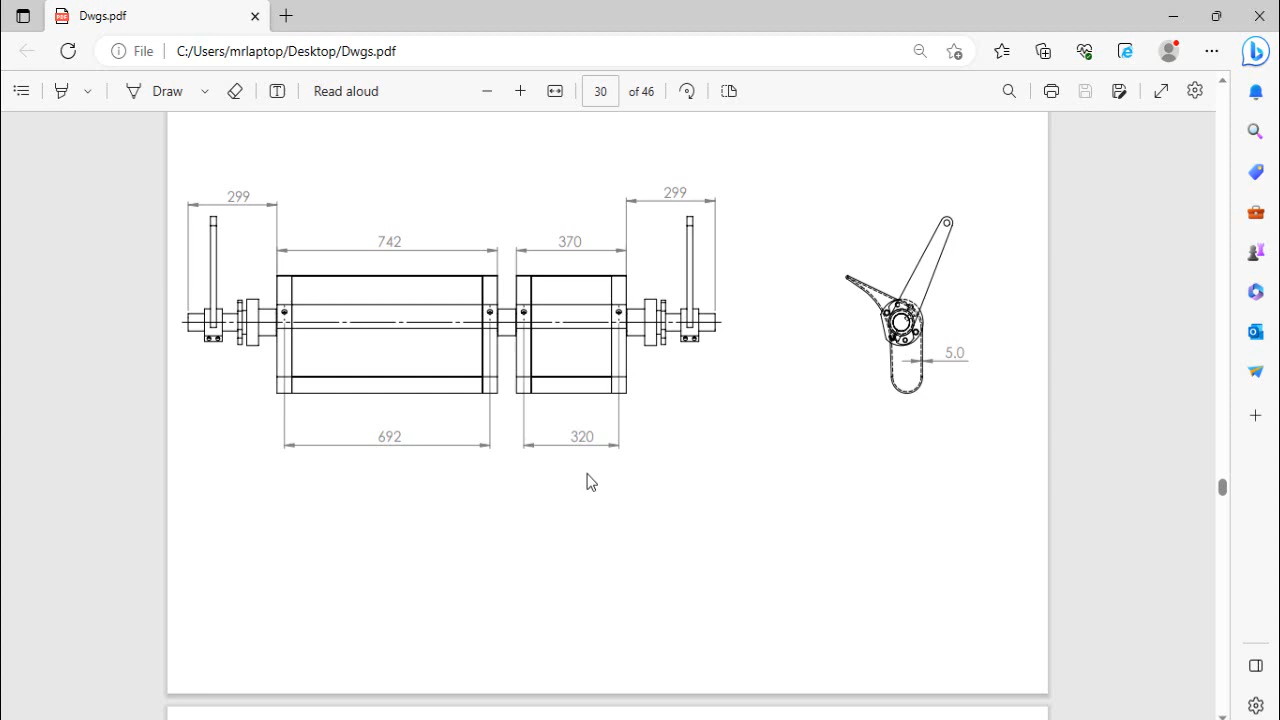 Dwgs.pdf
File C:/Users/mrlaptop/Desktop/Dwgs.pdf
Draw Read aloud 30 of 46
299 299
742 370
5.0
692 320